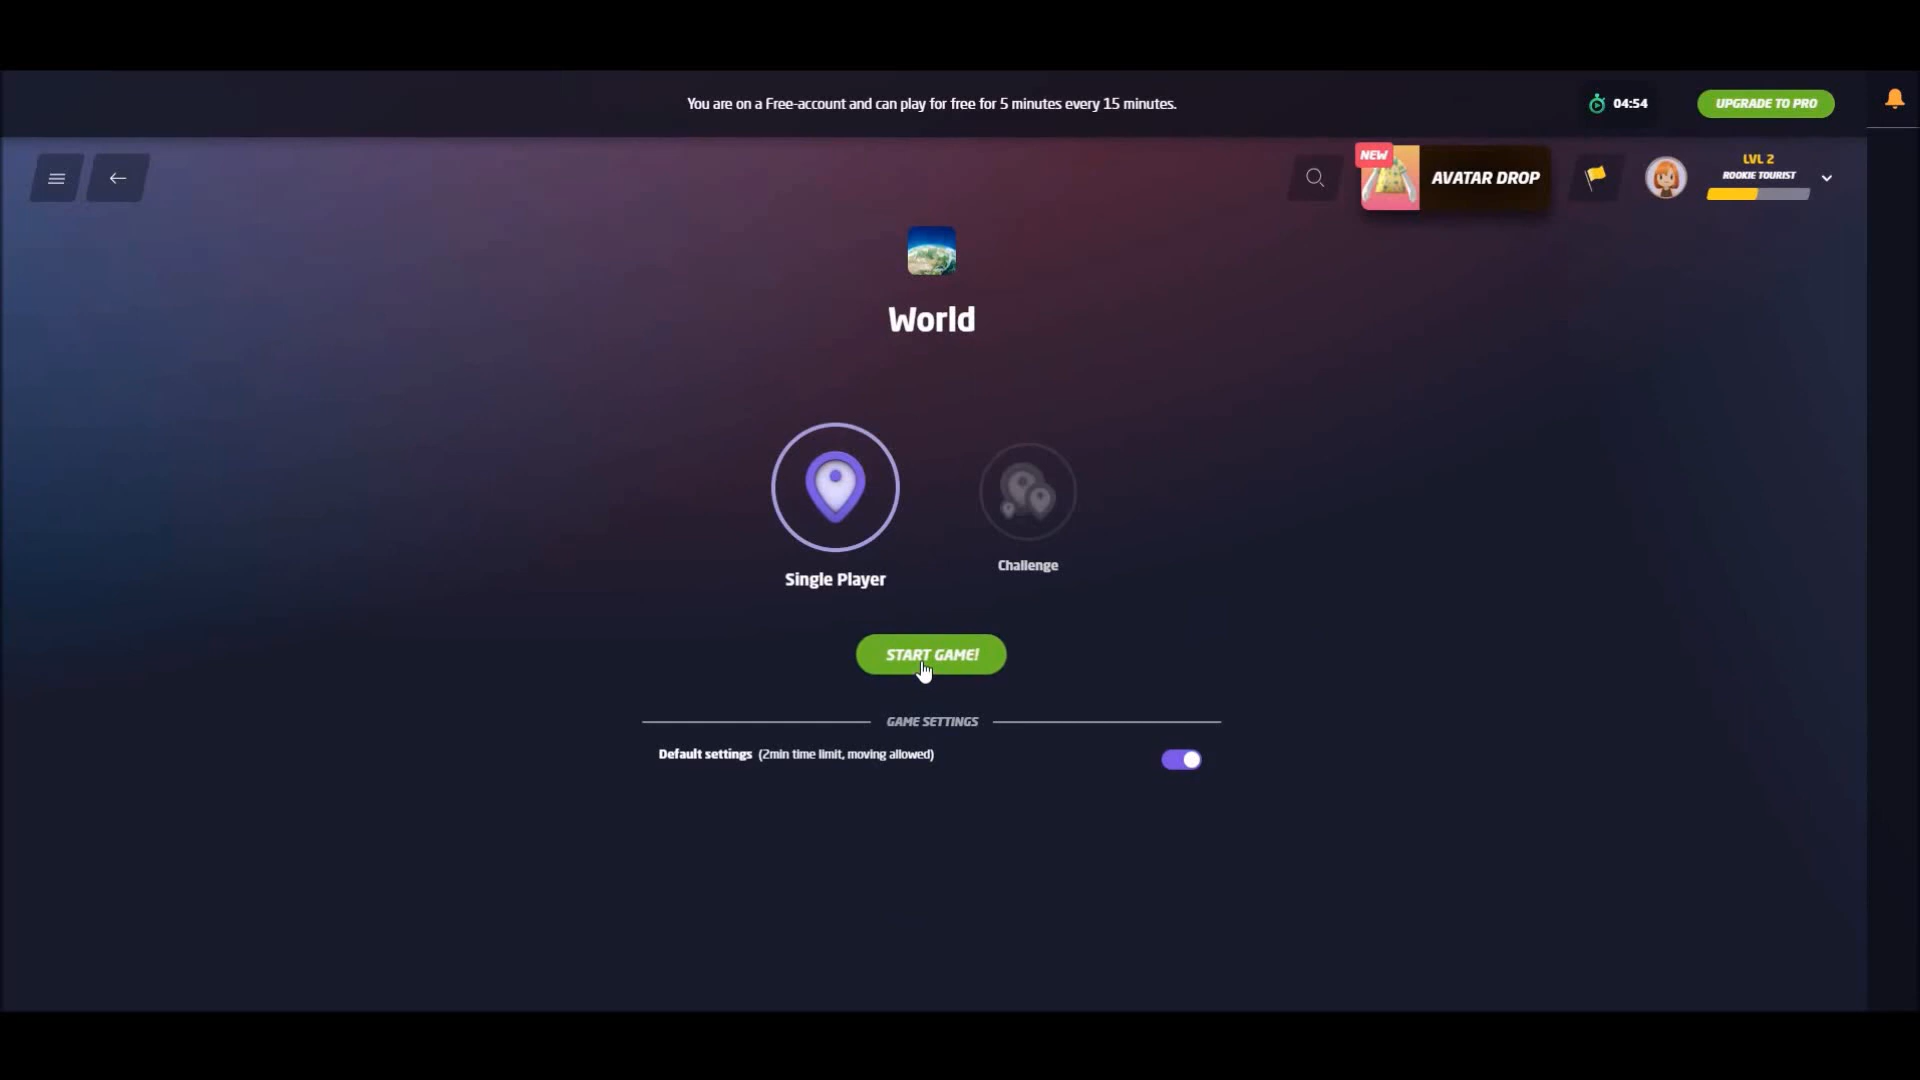 You are on a Free-account and can play for free for 5 minutes every 15 minutes.
04:54
UPGRADE TO PRO
NEW
AVATAR DROP
LVL 2
ROOKIE TOURIST
World
Single Player
Challenge
START GAME!
GAME SETTINGS
Default settings (2min time limit, moving allowed)